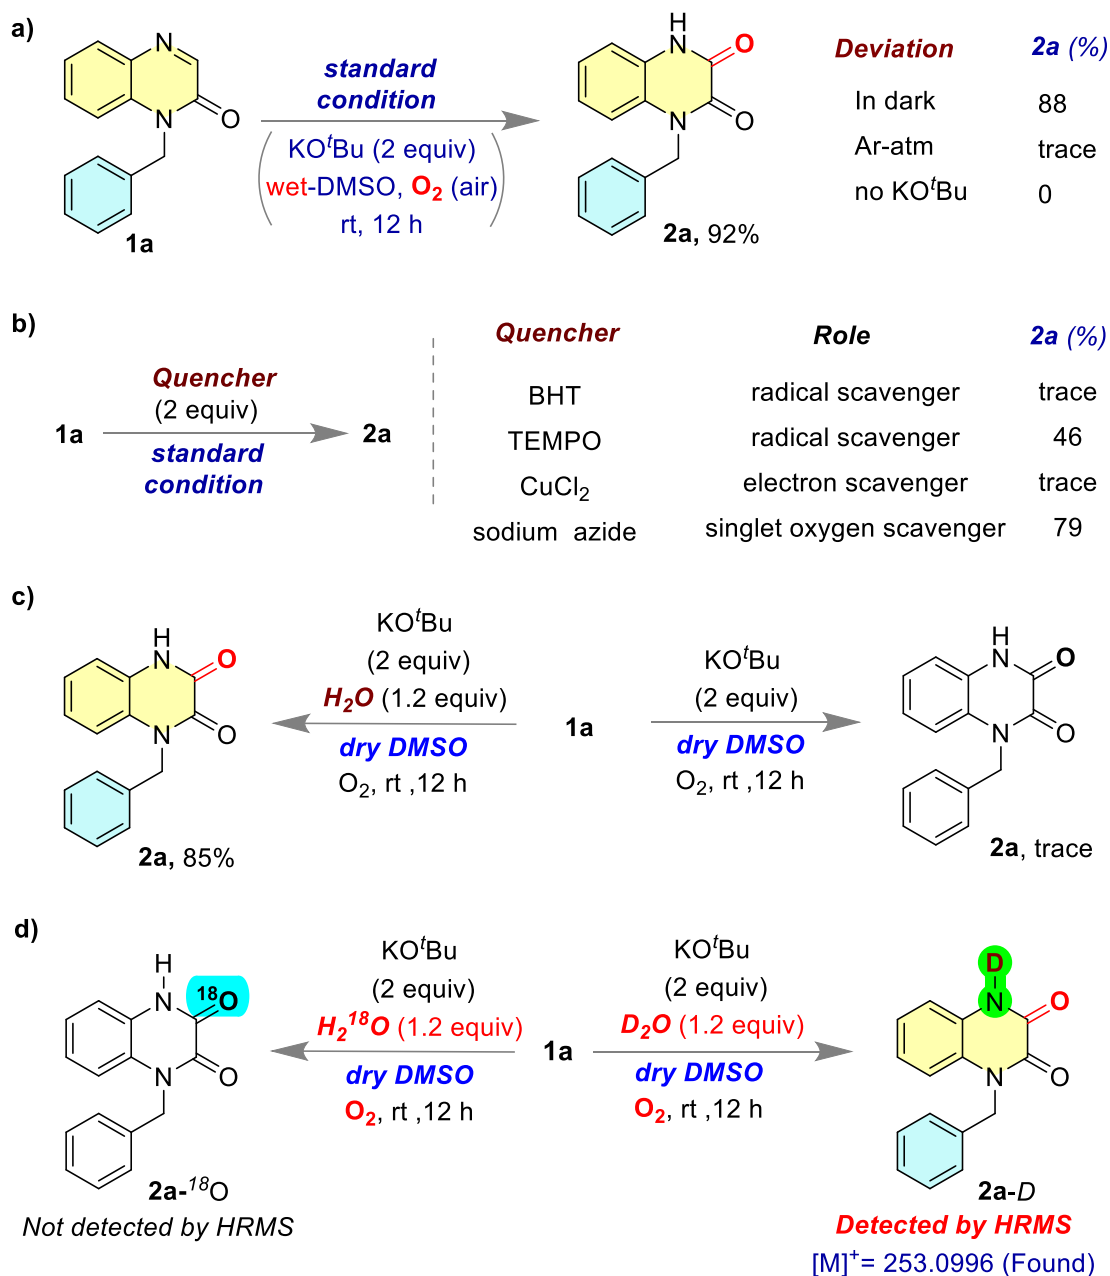 a)
N
N
O
1a
standard
condition
KOᵗBu (2 equiv)
wet-DMSO, O₂ (air)
rt, 12 h
H
N
O
N
O
2a, 92%
Deviation 2a (%)
In dark 88
Ar-atm trace
no KOᵗBu 0
b)
1a
Quencher
(2 equiv)
standard
condition
2a
Quencher Role 2a (%)
BHT radical scavenger trace
TEMPO radical scavenger 46
CuCl₂ electron scavenger trace
sodium azide singlet oxygen scavenger 79
c)
H
N
O
N
O
2a, 85%
KOᵗBu
(2 equiv)
H₂O (1.2 equiv)
dry DMSO
O₂, rt ,12 h
1a
KOᵗBu
(2 equiv)
dry DMSO
O₂, rt ,12 h
H
N
O
N
O
2a, trace
d)
H
N
¹⁸O
N
O
2a-¹⁸O
Not detected by HRMS
KOᵗBu
(2 equiv)
H₂¹⁸O (1.2 equiv)
dry DMSO
O₂, rt ,12 h
1a
KOᵗBu
(2 equiv)
D₂O (1.2 equiv)
dry DMSO
O₂, rt ,12 h
D
N
O
N
O
2a-D
Detected by HRMS
[M]⁺= 253.0996 (Found)